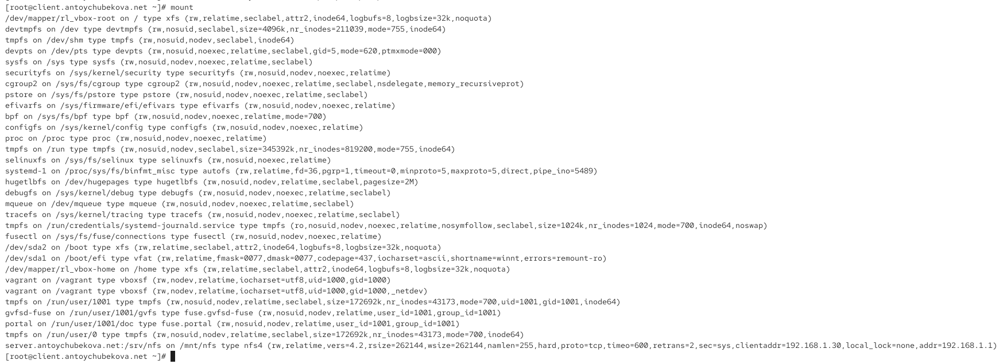 [root@client.antoychubekova.net ~]# mount
/dev/mapper/rl_vbox-root on / type xfs (rw,relatime,seclabel,attr2,inode64,logbufs=8,logbsize=32k,noquota)
devtmpfs on /dev type devtmpfs (rw,nosuid,seclabel,size=4096k,nr_inodes=211039,mode=755,inode64)
tmpfs on /dev/shm type tmpfs (rw,nosuid,nodev,seclabel,inode64)
devpts on /dev/pts type devpts (rw,nosuid,noexec,relatime,seclabel,gid=5,mode=620,ptmxmode=000)
sysfs on /sys type sysfs (rw,nosuid,nodev,noexec,relatime,seclabel)
securityfs on /sys/kernel/security type securityfs (rw,nosuid,nodev,noexec,relatime)
cgroup2 on /sys/fs/cgroup type cgroup2 (rw,nosuid,nodev,noexec,relatime,seclabel,nsdelegate,memory_recursiveprot)
pstore on /sys/fs/pstore type pstore (rw,nosuid,nodev,noexec,relatime,seclabel)
efivarfs on /sys/firmware/efi/efivars type efivarfs (rw,nosuid,nodev,noexec,relatime)
bpf on /sys/fs/bpf type bpf (rw,nosuid,nodev,noexec,relatime,mode=700)
configfs on /sys/kernel/config type configfs (rw,nosuid,nodev,noexec,relatime)
proc on /proc type proc (rw,nosuid,nodev,noexec,relatime)
tmpfs on /run type tmpfs (rw,nosuid,nodev,seclabel,size=345392k,nr_inodes=819200,mode=755,inode64)
selinuxfs on /sys/fs/selinux type selinuxfs (rw,nosuid,noexec,relatime)
systemd-1 on /proc/sys/fs/binfmt_misc type autofs (rw,relatime,fd=36,pgrp=1,timeout=0,minproto=5,maxproto=5,direct,pipe_ino=5489)
hugetlbfs on /dev/hugepages type hugetlbfs (rw,nosuid,nodev,relatime,seclabel,pagesize=2M)
debugfs on /sys/kernel/debug type debugfs (rw,nosuid,nodev,noexec,relatime,seclabel)
mqueue on /dev/mqueue type mqueue (rw,nosuid,nodev,noexec,relatime,seclabel)
tracefs on /sys/kernel/tracing type tracefs (rw,nosuid,nodev,noexec,relatime,seclabel)
tmpfs on /run/credentials/systemd-journald.service type tmpfs (ro,nosuid,nodev,noexec,relatime,nosymfollow,seclabel,size=1024k,nr_inodes=1024,mode=700,inode64,noswap)
fusectl on /sys/fs/fuse/connections type fusectl (rw,nosuid,nodev,noexec,relatime)
/dev/sda2 on /boot type xfs (rw,relatime,seclabel,attr2,inode64,logbufs=8,logbsize=32k,noquota)
/dev/sda1 on /boot/efi type vfat (rw,relatime,fmask=0077,dmask=0077,codepage=437,iocharset=ascii,shortname=winnt,errors=remount-ro)
/dev/mapper/rl_vbox-home on /home type xfs (rw,relatime,seclabel,attr2,inode64,logbufs=8,logbsize=32k,noquota)
vagrant on /vagrant type vboxsf (rw,nodev,relatime,iocharset=utf8,uid=1000,gid=1000)
vagrant on /vagrant type vboxsf (rw,nodev,relatime,iocharset=utf8,uid=1000,gid=1000,_netdev)
tmpfs on /run/user/1001 type tmpfs (rw,nosuid,nodev,relatime,seclabel,size=172692k,nr_inodes=43173,mode=700,uid=1001,gid=1001,inode64)
gvfsd-fuse on /run/user/1001/gvfs type fuse.gvfsd-fuse (rw,nosuid,nodev,relatime,user_id=1001,group_id=1001)
portal on /run/user/1001/doc type fuse.portal (rw,nosuid,nodev,relatime,user_id=1001,group_id=1001)
tmpfs on /run/user/0 type tmpfs (rw,nosuid,nodev,relatime,seclabel,size=172692k,nr_inodes=43173,mode=700,inode64)
server.antoychubekova.net:/srv/nfs on /mnt/nfs type nfs4 (rw,relatime,vers=4.2,rsize=262144,wsize=262144,namlen=255,hard,proto=tcp,timeo=600,retrans=2,sec=sys,clientaddr=192.168.1.30,local_lock=none,addr=192.168.1.1)
[root@client.antoychubekova.net ~]#